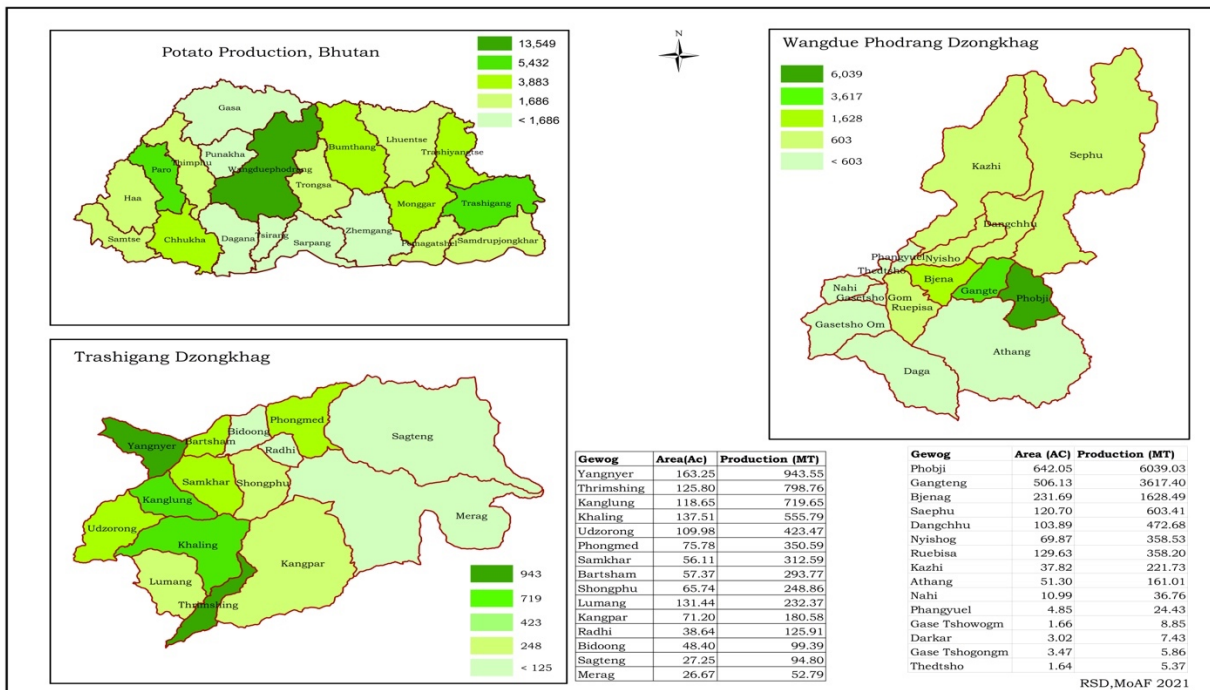 Potato Production, Bhutan
13,549
5,432
3,883
1,686
< 1,686
Gasa
Punakha
Thimphu
Paro
Haa
Samtse
Chhukha
Wangduephodrang
Dagana
Tsirang
Sarpang
Trongsa
Bumthang
Zhemgang
Lhuentse
Monggar
Trashiyangtse
Trashigang
Pemagatshel
Samdrupjongkhar
N
Wangdue Phodrang Dzongkhag
6,039
3,617
1,628
603
< 603
Kazhi
Sephu
Dangchhu
Phangyuel
Nyisho
Thedtsho
Bjena
Gangte
Phobji
Nahi
Gasetsho Gom
Ruepisa
Gasetsho Om
Athang
Daga
Trashigang Dzongkhag
Yangnyer
Bartsham
Bidoong
Phongmed
Radhi
Sagteng
Samkhar
Shongphu
Kanglung
Udzorong
Khaling
Merag
Kangpar
Lumang
Thrimshing
943
719
423
248
< 125
Gewog Area(Ac) Production (MT)
Yangnyer 163.25 943.55
Thrimshing 125.80 798.76
Kanglung 118.65 719.65
Khaling 137.51 555.79
Udzorong 109.98 423.47
Phongmed 75.78 350.59
Samkhar 56.11 312.59
Bartsham 57.37 293.77
Shongphu 65.74 248.86
Lumang 131.44 232.37
Kangpar 71.20 180.58
Radhi 38.64 125.91
Bidoong 48.40 99.39
Sagteng 27.25 94.80
Merag 26.67 52.79
Gewog Area (AC) Production (MT)
Phobji 642.05 6039.03
Gangteng 506.13 3617.40
Bjenag 231.69 1628.49
Saephu 120.70 603.41
Dangchhu 103.89 472.68
Nyishog 69.87 358.53
Ruebisa 129.63 358.20
Kazhi 37.82 221.73
Athang 51.30 161.01
Nahi 10.99 36.76
Phangyuel 4.85 24.43
Gase Tshowogm 1.66 8.85
Darkar 3.02 7.43
Gase Tshogongm 3.47 5.86
Thedtsho 1.64 5.37
RSD,MoAF 2021